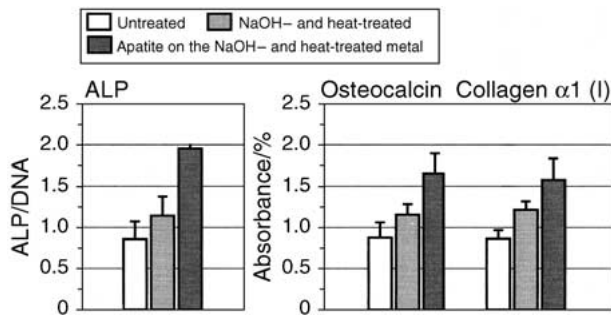 Untreated
NaOH− and heat-treated
Apatite on the NaOH− and heat-treated metal
ALP
Osteocalcin Collagen α1 (I)
ALP/DNA
2.5
2.0
1.5
1.0
0.5
0
Absorbance/%
2.5
2.0
1.5
1.0
0.5
0